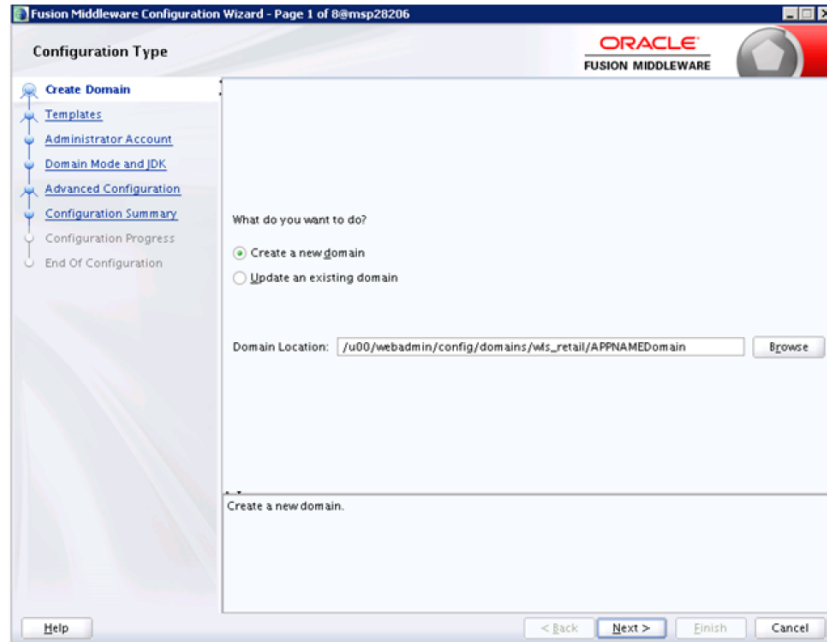 Fusion Middleware Configuration Wizard - Page 1 of 8@msp28206
Configuration Type
ORACLE
FUSION MIDDLEWARE
Create Domain
Templates
Administrator Account
Domain Mode and JDK
Advanced Configuration
Configuration Summary
Configuration Progress
End Of Configuration
What do you want to do?
Create a new domain
Update an existing domain
Domain Location: /u00/webadmin/config/domains/wls_retail/APPNAMEDomain Browse
Create a new domain.
Help < Back Next > Finish Cancel